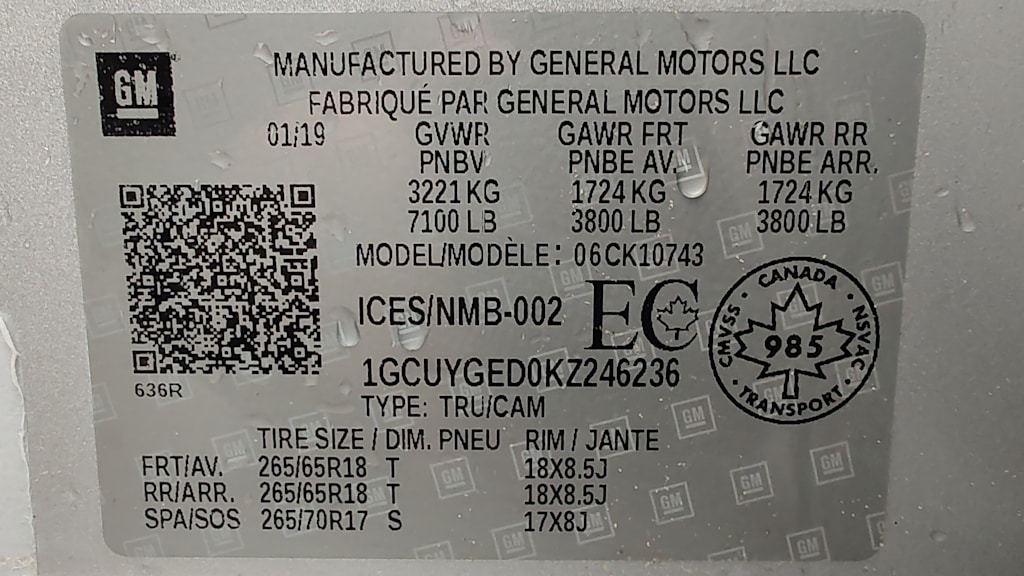 GM
MANUFACTURED BY GENERAL MOTORS LLC
FABRIQUÉ PAR GENERAL MOTORS LLC
01/19 GVWR GAWR FRT GAWR RR
PNBV PNBE AV. PNBE ARR.
3221 KG 1724 KG 1724 KG
7100 LB 3800 LB 3800 LB
MODEL/MODÈLE: 06CK10743
ICES/NMB-002 EC
CANADA
CMVSS 985 NSVAC
TRANSPORT
636R
1GCUYGED0KZ246236
TYPE: TRU/CAM
TIRE SIZE / DIM. PNEU RIM / JANTE
FRT/AV. 265/65R18 T 18X8.5J
RR/ARR. 265/65R18 T 18X8.5J
SPA/SOS 265/70R17 S 17X8J